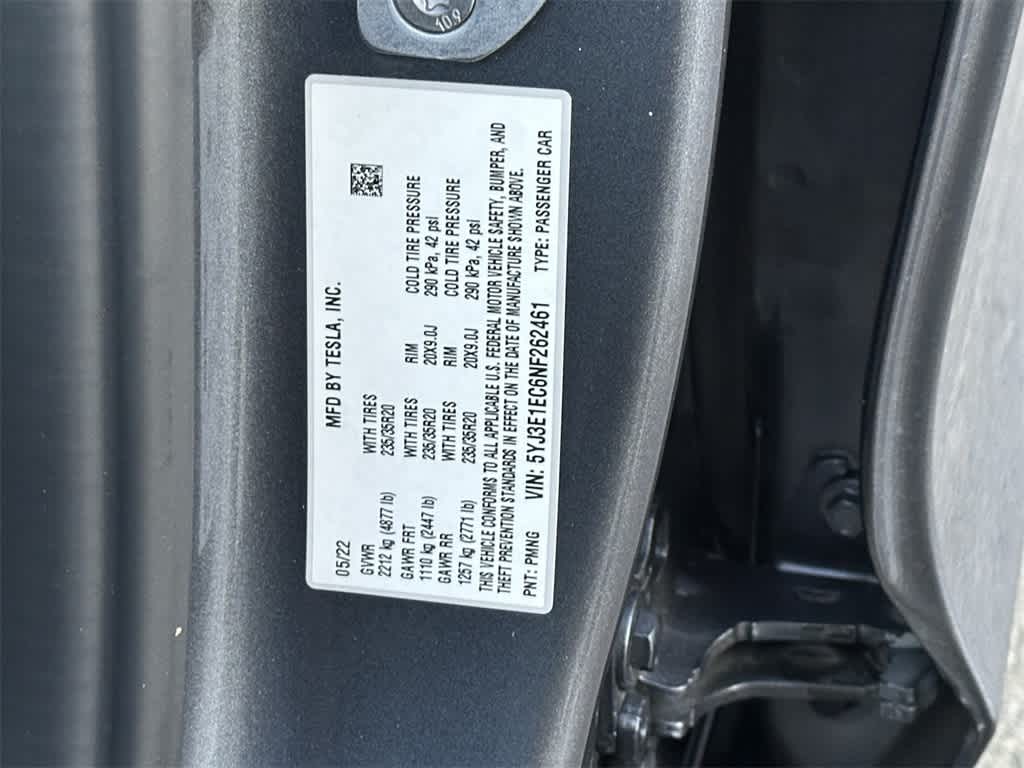 10.9
MFD BY TESLA, INC.
05/22
GVWR WITH TIRES
2212 kg (4877 lb) 235/35R20
GAWR FRT WITH TIRES RIM COLD TIRE PRESSURE
1110 kg (2447 lb) 235/35R20 20X9.0J 290 kPa, 42 psi
GAWR RR WITH TIRES RIM COLD TIRE PRESSURE
1257 kg (2771 lb) 235/35R20 20X9.0J 290 kPa, 42 psi
THIS VEHICLE CONFORMS TO ALL APPLICABLE U.S. FEDERAL MOTOR VEHICLE SAFETY, BUMPER, AND
THEFT PREVENTION STANDARDS IN EFFECT ON THE DATE OF MANUFACTURE SHOWN ABOVE.
PNT: PMNG VIN: 5YJ3E1EC6NF262461 TYPE: PASSENGER CAR